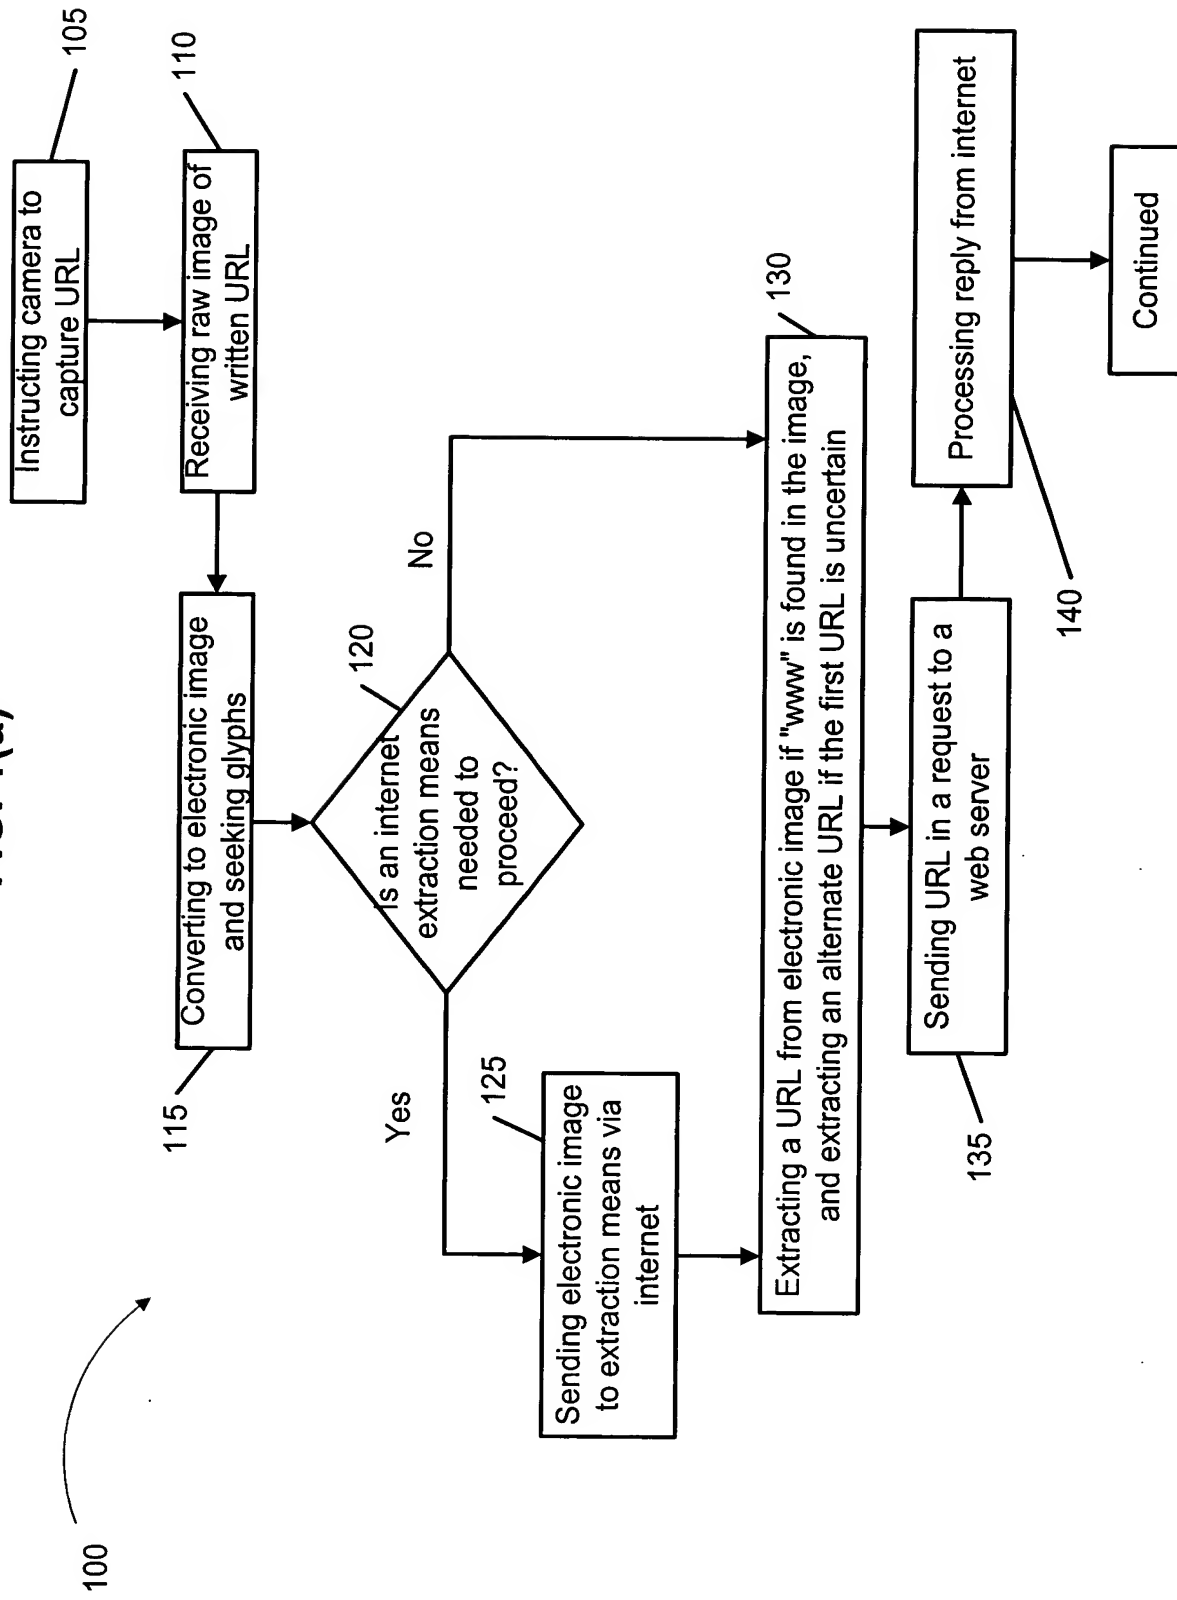 100
105
Instructing camera to
capture URL
110
Receiving raw image of
written URL
115
Converting to electronic image
and seeking glyphs
120
Is an internet
extraction means
needed to
proceed?
Yes
No
125
Sending electronic image
to extraction means via
internet
130
Extracting a URL from electronic image if "www" is found in the image,
and extracting an alternate URL if the first URL is uncertain
135
Sending URL in a request to a
web server
140
Processing reply from internet
Continued